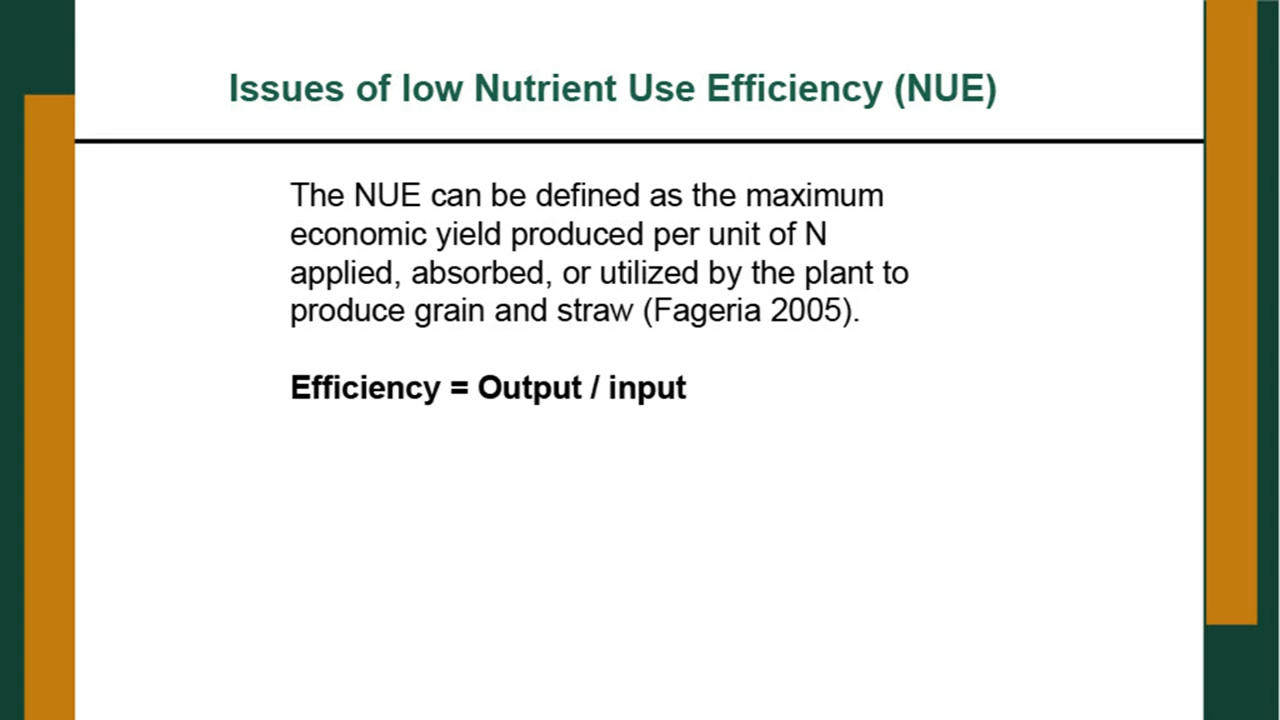 Issues of low Nutrient Use Efficiency (NUE)
The NUE can be defined as the maximum
economic yield produced per unit of N
applied, absorbed, or utilized by the plant to
produce grain and straw (Fageria 2005).
Efficiency = Output / input